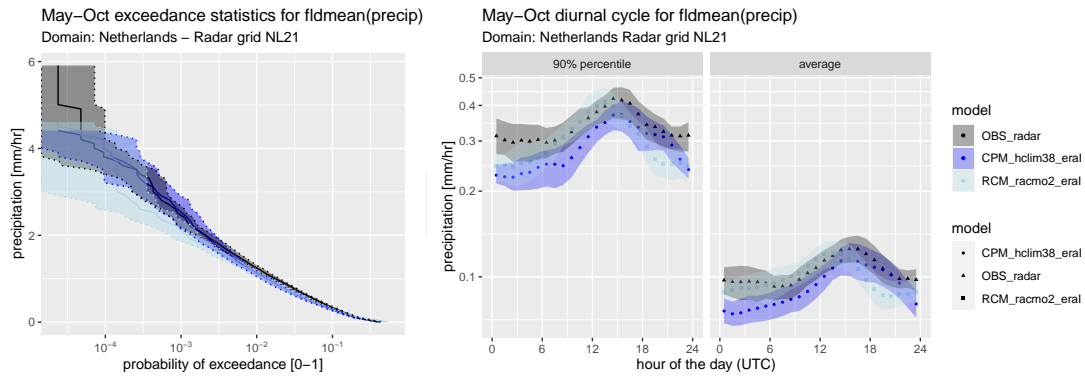 May−Oct exceedance statistics for fldmean(precip)
Domain: Netherlands − Radar grid NL21
6
4
2
0
precipitation [mm/hr]
10−4
10−3
10−2
10−1
probability of exceedance [0−1]
May−Oct diurnal cycle for fldmean(precip)
Domain: Netherlands Radar grid NL21
90% percentile
average
0.5
0.4
0.3
0.2
0.1
precipitation [mm/hr]
0 6 12 18 24 0 6 12 18 24
hour of the day (UTC)
model
OBS_radar
CPM_hclim38_eraI
RCM_racmo2_eraI
model
CPM_hclim38_eraI
OBS_radar
RCM_racmo2_eraI